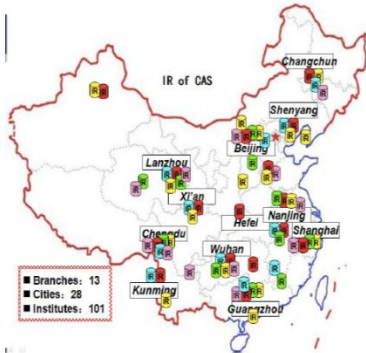 Changchun
IR of CAS
Shenyang
Beijing
Lanzhou
Xi'an
Hefei
Nanjing
Shanghai
Chengdu
Wuhan
Branches: 13
Cities: 28
Institutes: 101
Kunming
Guangzhou